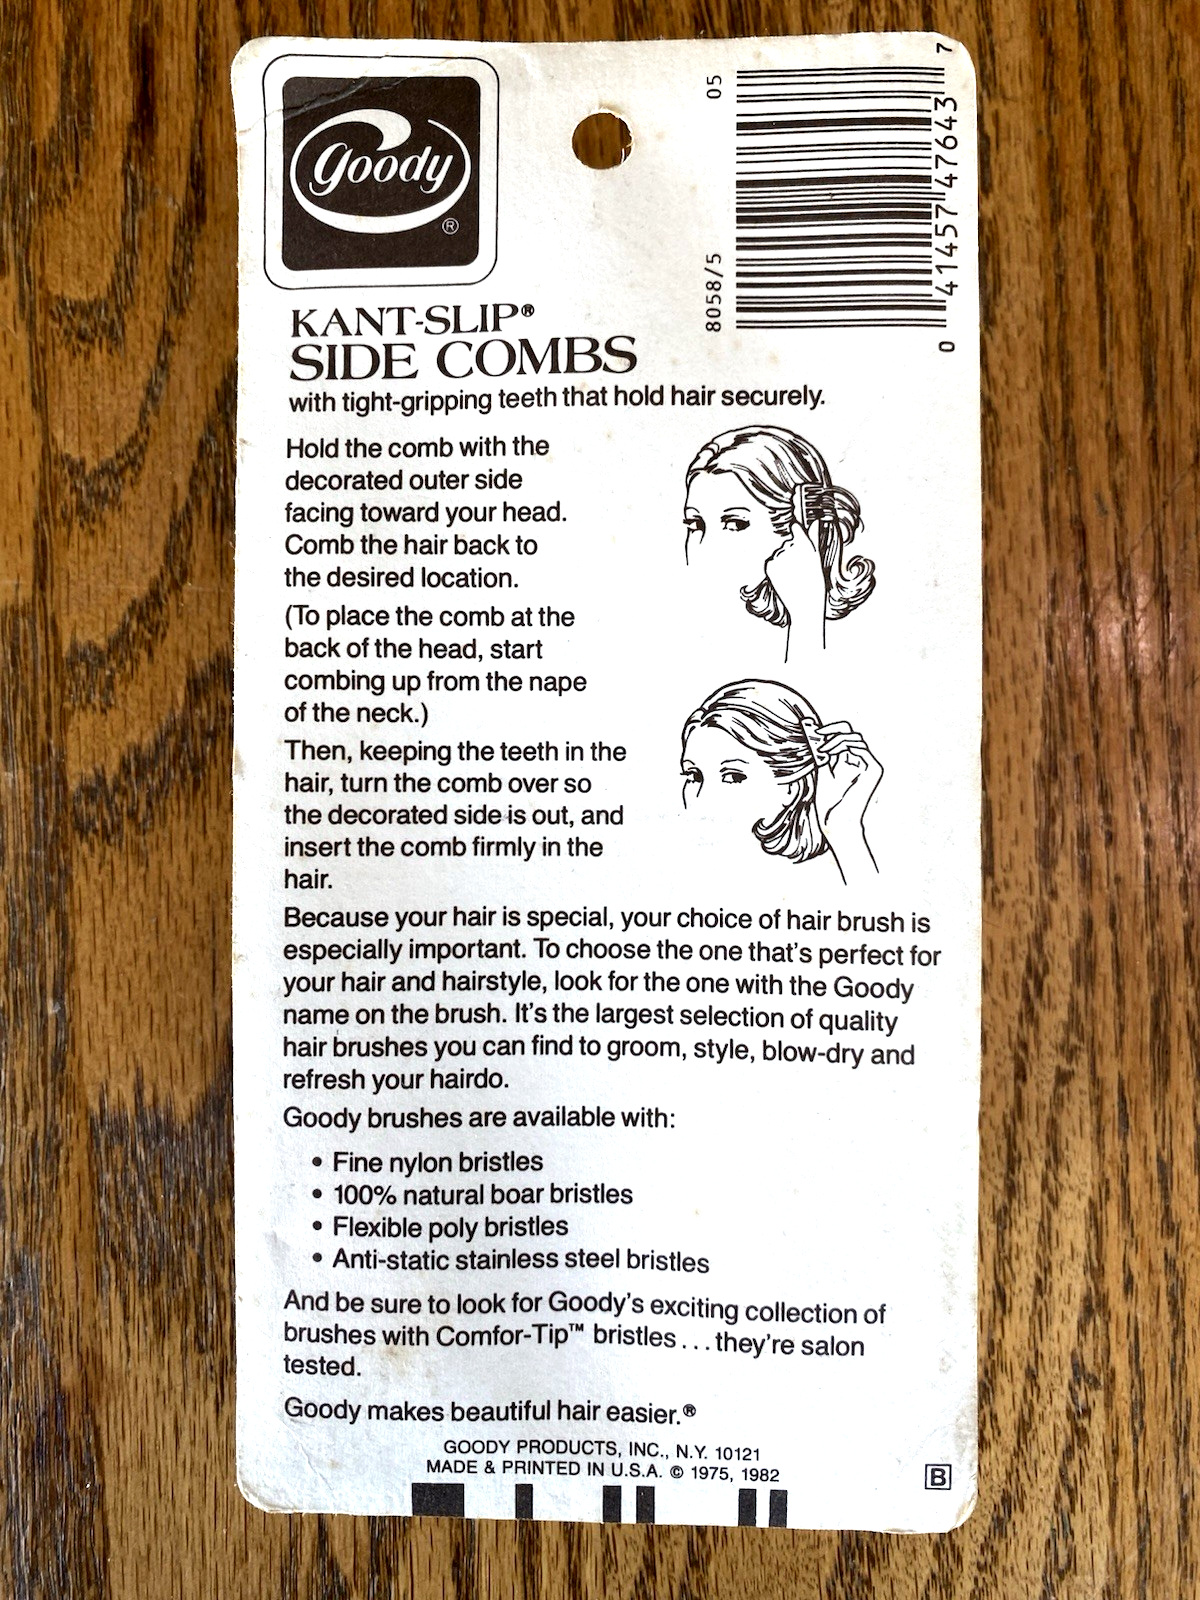 goody
®
05
8058/5
0 41457 47643 7
KANT-SLIP®
SIDE COMBS
with tight-gripping teeth that hold hair securely.
Hold the comb with the
decorated outer side
facing toward your head.
Comb the hair back to
the desired location.
(To place the comb at the
back of the head, start
combing up from the nape
of the neck.)
Then, keeping the teeth in the
hair, turn the comb over so
the decorated side is out, and
insert the comb firmly in the
hair.
Because your hair is special, your choice of hair brush is
especially important. To choose the one that's perfect for
your hair and hairstyle, look for the one with the Goody
name on the brush. It's the largest selection of quality
hair brushes you can find to groom, style, blow-dry and
refresh your hairdo.
Goody brushes are available with:
• Fine nylon bristles
• 100% natural boar bristles
• Flexible poly bristles
• Anti-static stainless steel bristles
And be sure to look for Goody's exciting collection of
brushes with Comfor-Tip™ bristles...they're salon
tested.
Goody makes beautiful hair easier.®
GOODY PRODUCTS, INC., N.Y. 10121
MADE & PRINTED IN U.S.A. © 1975, 1982
B